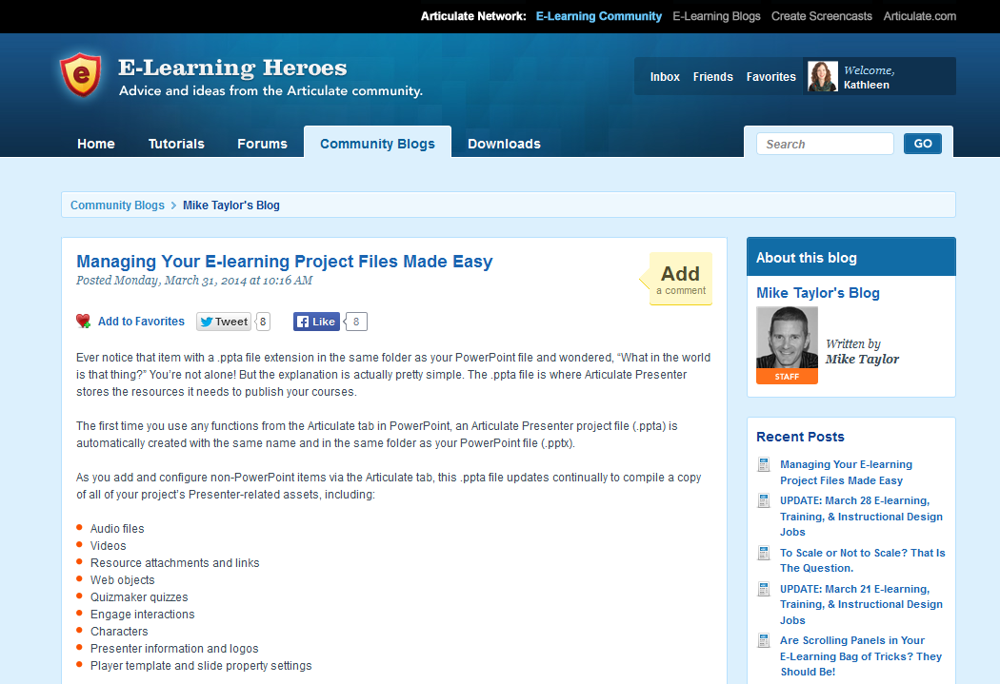 Articulate Network: E-Learning Community E-Learning Blogs Create Screencasts Articulate.com
e
E-Learning Heroes
Advice and ideas from the Articulate community.
Inbox Friends Favorites
Welcome,
Kathleen
Home Tutorials Forums Community Blogs Downloads
Search GO
Community Blogs > Mike Taylor's Blog
Managing Your E-learning Project Files Made Easy
Posted Monday, March 31, 2014 at 10:16 AM
Add
a comment
Add to Favorites Tweet 8 Like 8
Ever notice that item with a .ppta file extension in the same folder as your PowerPoint file and wondered, “What in the world
is that thing?” You’re not alone! But the explanation is actually pretty simple. The .ppta file is where Articulate Presenter
stores the resources it needs to publish your courses.
The first time you use any functions from the Articulate tab in PowerPoint, an Articulate Presenter project file (.ppta) is
automatically created with the same name and in the same folder as your PowerPoint file (.pptx).
As you add and configure non-PowerPoint items via the Articulate tab, this .ppta file updates continually to compile a copy
of all of your project’s Presenter-related assets, including:
Audio files
Videos
Resource attachments and links
Web objects
Quizmaker quizzes
Engage interactions
Characters
Presenter information and logos
Player template and slide property settings
About this blog
Mike Taylor's Blog
Written by
Mike Taylor
STAFF
Recent Posts
Managing Your E-learning
Project Files Made Easy
UPDATE: March 28 E-learning,
Training, & Instructional Design
Jobs
To Scale or Not to Scale? That Is
The Question.
UPDATE: March 21 E-learning,
Training, & Instructional Design
Jobs
Are Scrolling Panels in Your
E-Learning Bag of Tricks? They
Should Be!